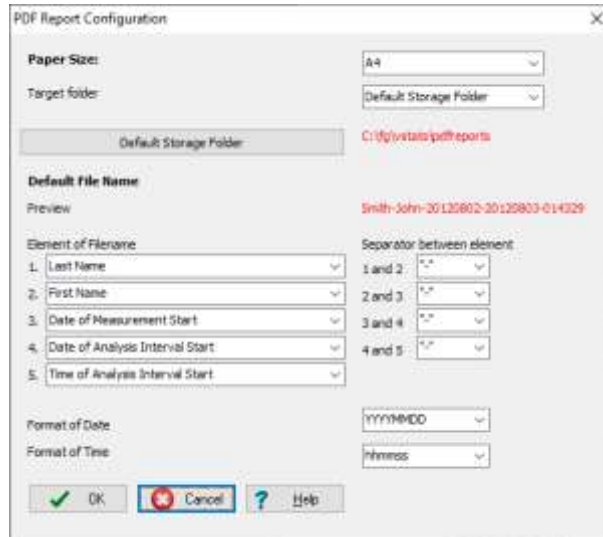 PDF Report Configuration
Paper Size:
A4
Target folder
Default Storage Folder
Default Storage Folder
C:\fg\vstats\pdfreports
Default File Name
Preview
Smith-John-20120802-20120803-014329
Element of Filename
Separator between element
1. Last Name
1 and 2 "-"
2. First Name
2 and 3 "-"
3. Date of Measurement Start
3 and 4 "-"
4. Date of Analysis Interval Start
4 and 5 "-"
5. Time of Analysis Interval Start
Format of Date
YYYYMMDD
Format of Time
hhmmss
OK Cancel Help